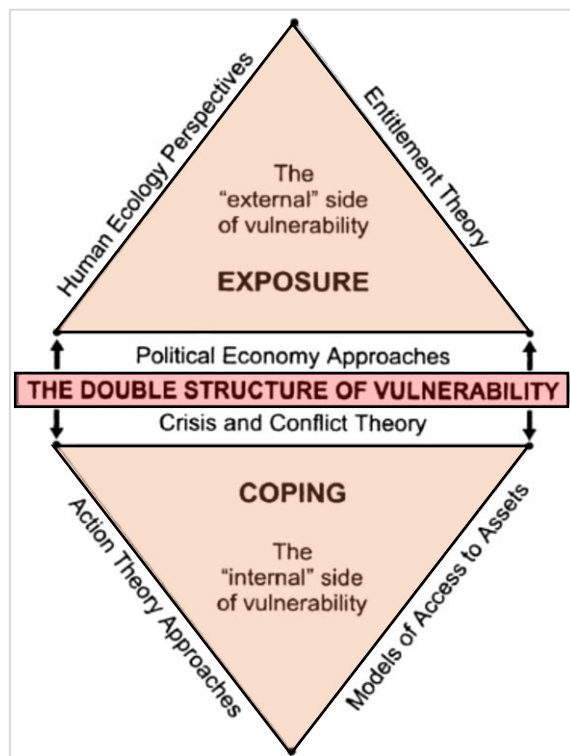 Human Ecology Perspectives
Entitlement Theory
The
"external" side
of vulnerability
EXPOSURE
Political Economy Approaches
THE DOUBLE STRUCTURE OF VULNERABILITY
Crisis and Conflict Theory
COPING
The
"internal" side
of vulnerability
Action Theory Approaches
Models of Access to Assets